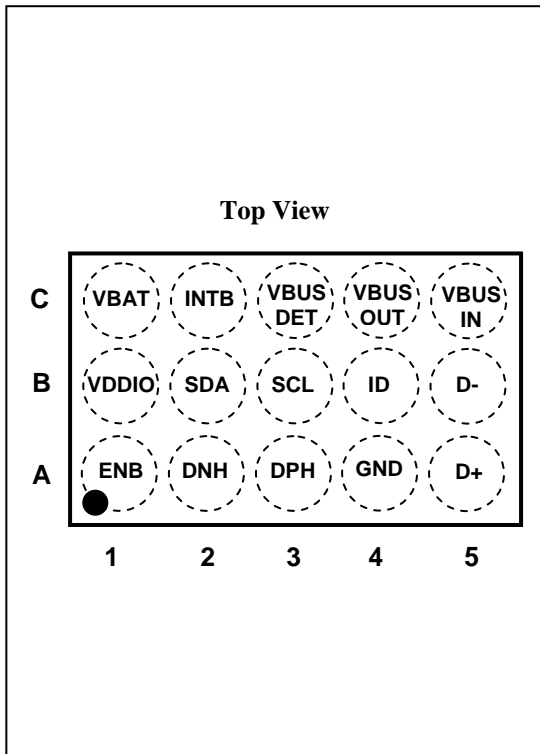 Top View
C VBAT INTB VBUS DET VBUS OUT VBUS IN
B VDDIO SDA SCL ID D-
A ENB DNH DPH GND D+
1 2 3 4 5